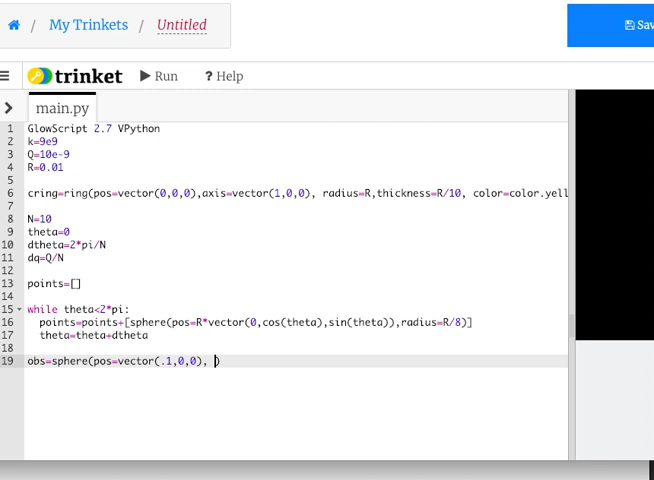 / My Trinkets / Untitled
Sav
trinket Run ? Help
main.py
1 GlowScript 2.7 VPython
2 k=9e9
3 Q=10e-9
4 R=0.01
5
6 cring=ring(pos=vector(0,0,0),axis=vector(1,0,0), radius=R,thickness=R/10, color=color.yell
7
8 N=10
9 theta=0
10 dtheta=2*pi/N
11 dq=Q/N
12
13 points=[]
14
15 while theta<2*pi:
16 points=points+[sphere(pos=R*vector(0,cos(theta),sin(theta)),radius=R/8)]
17 theta=theta+dtheta
18
19 obs=sphere(pos=vector(.1,0,0), )